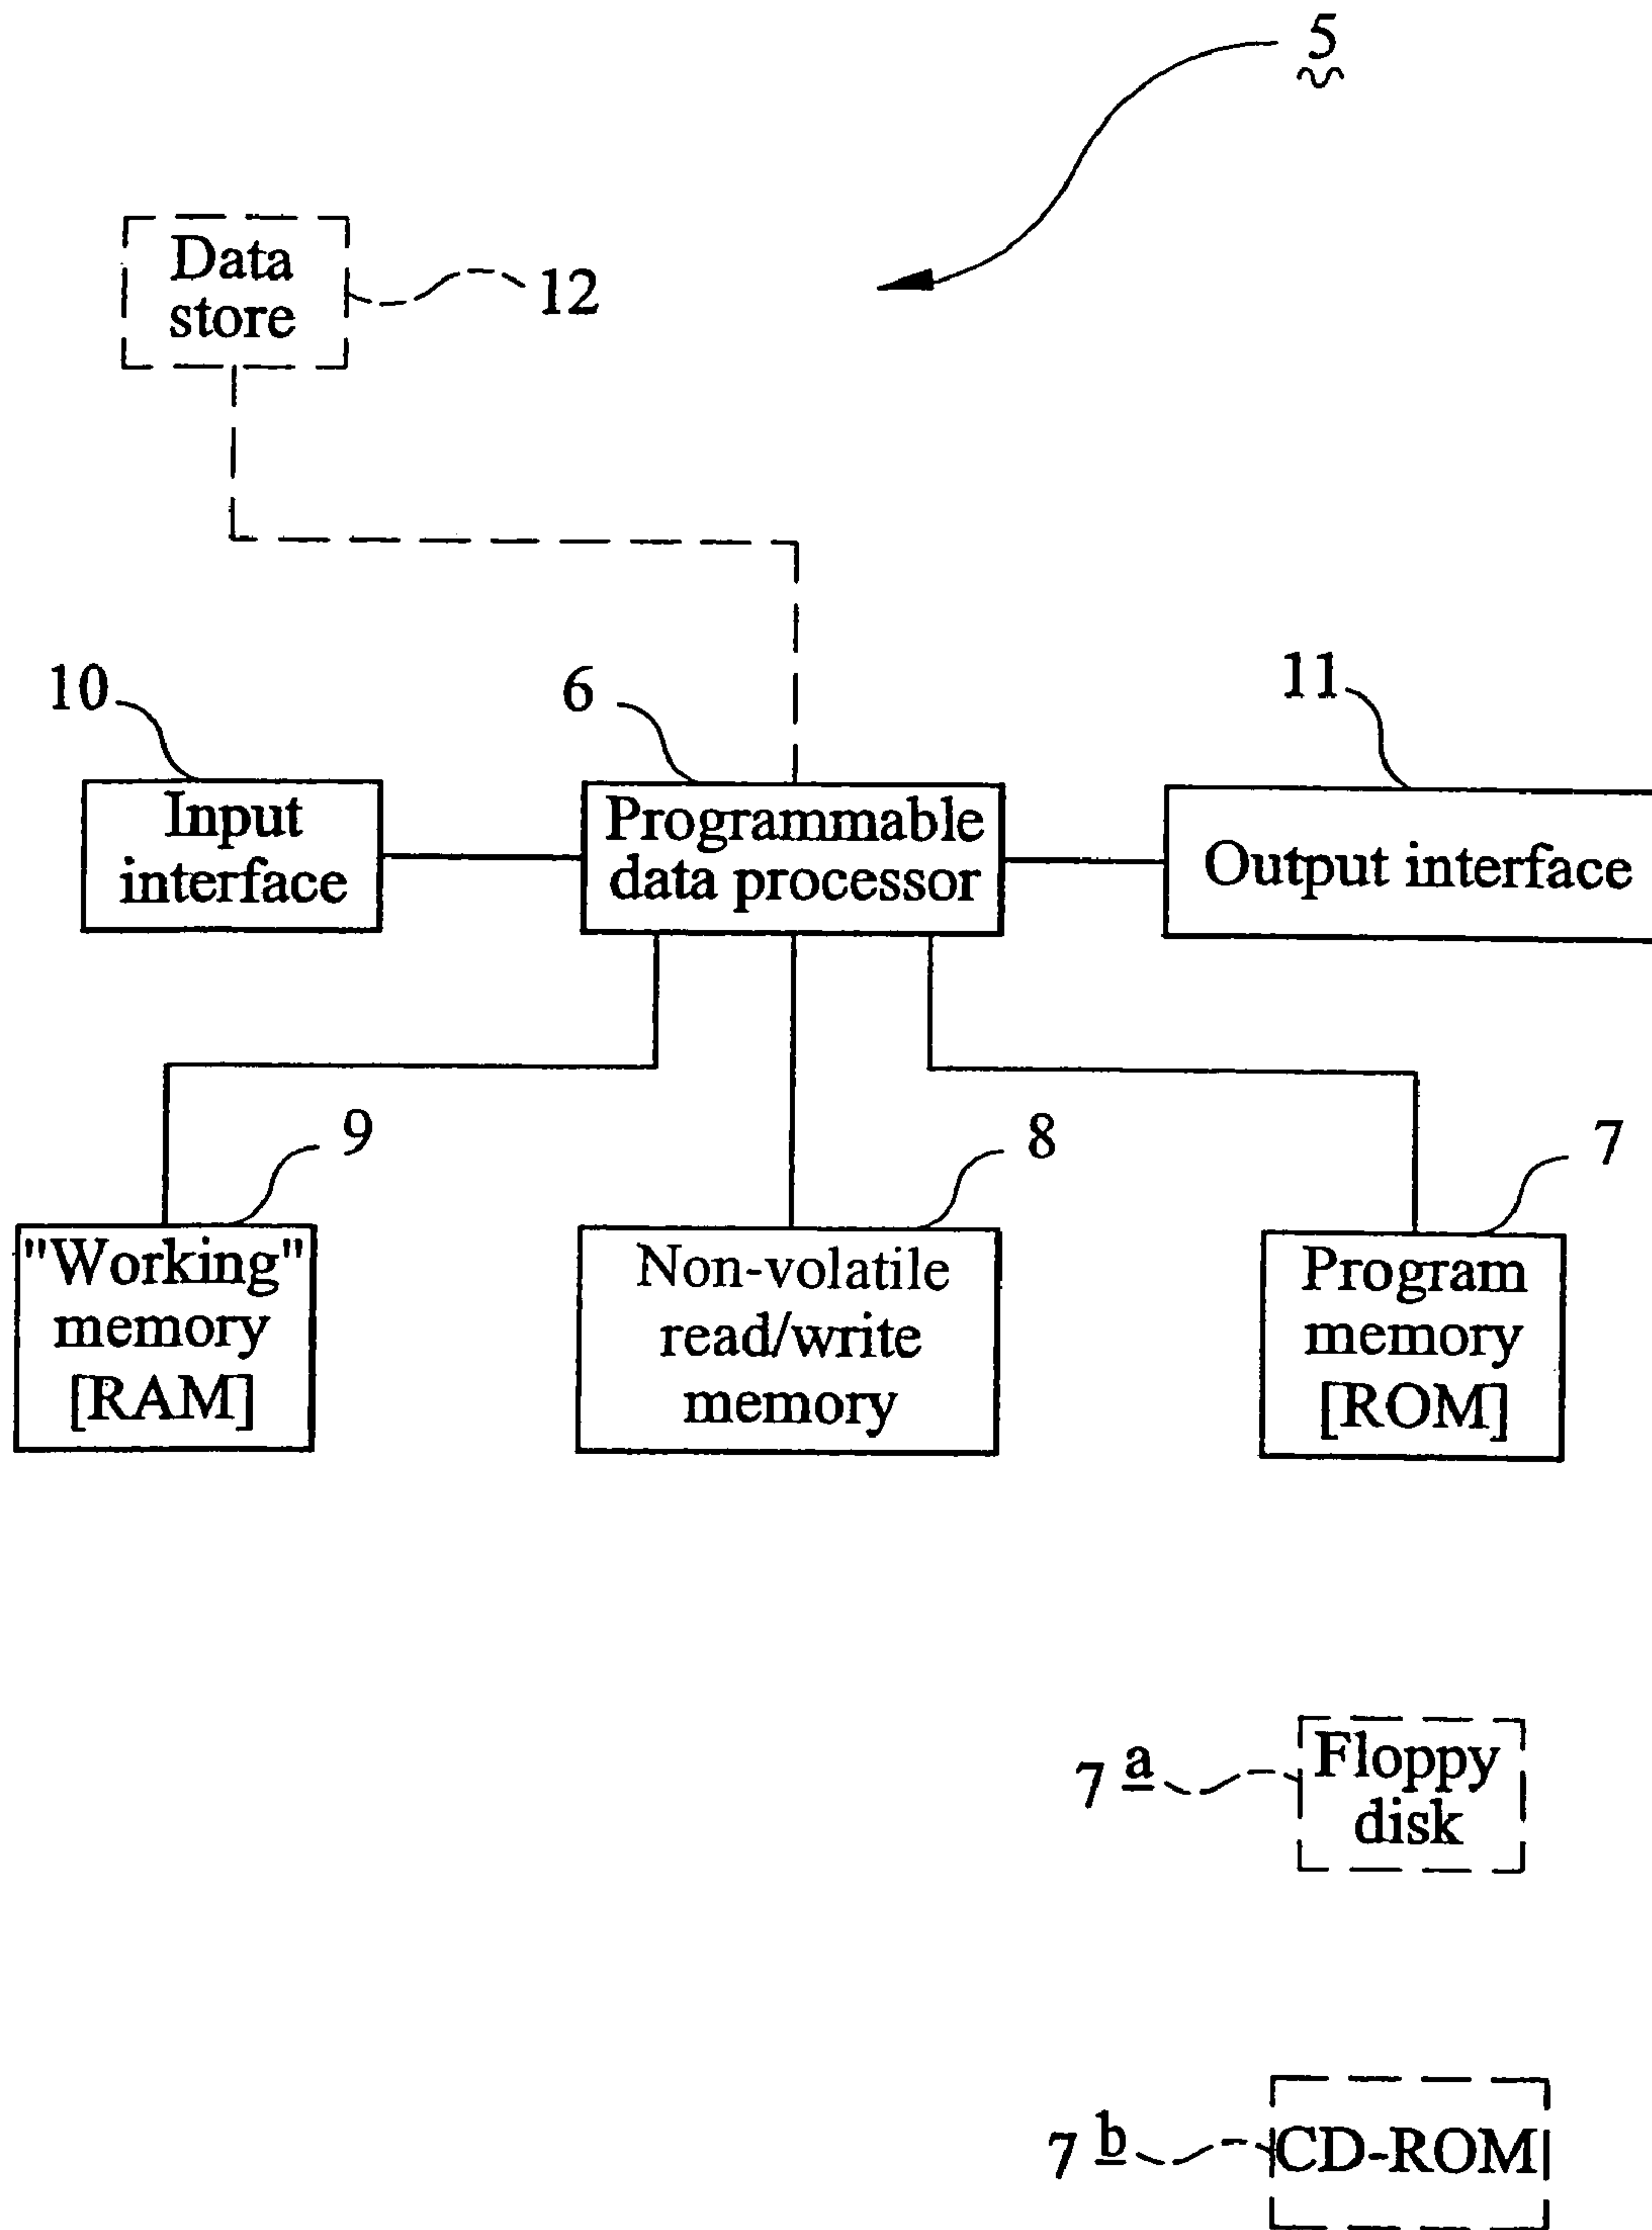 5
Data
store
12
10
6
11
Input
interface
Programmable
data processor
Output interface
9
8
7
"Working"
memory
[RAM]
Non-volatile
read/write
memory
Program
memory
[ROM]
7 a
Floppy
disk
7 b
CD-ROM